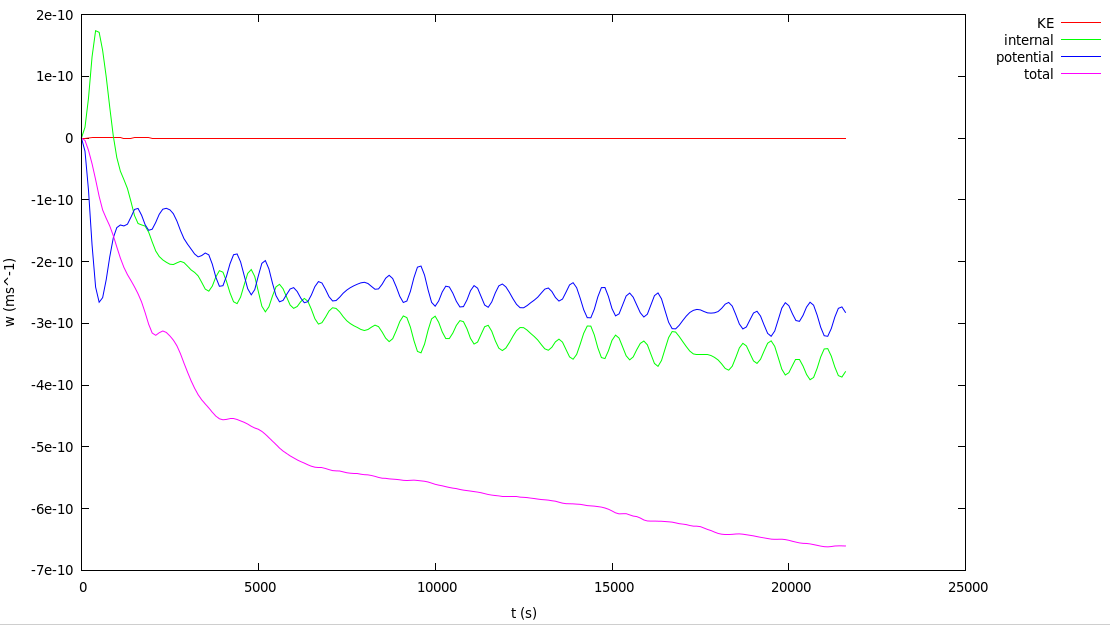 2e-10
1e-10
0
-1e-10
-2e-10
-3e-10
-4e-10
-5e-10
-6e-10
-7e-10
w (ms^-1)
0 5000 10000 15000 20000 25000
t (s)
KE
internal
potential
total